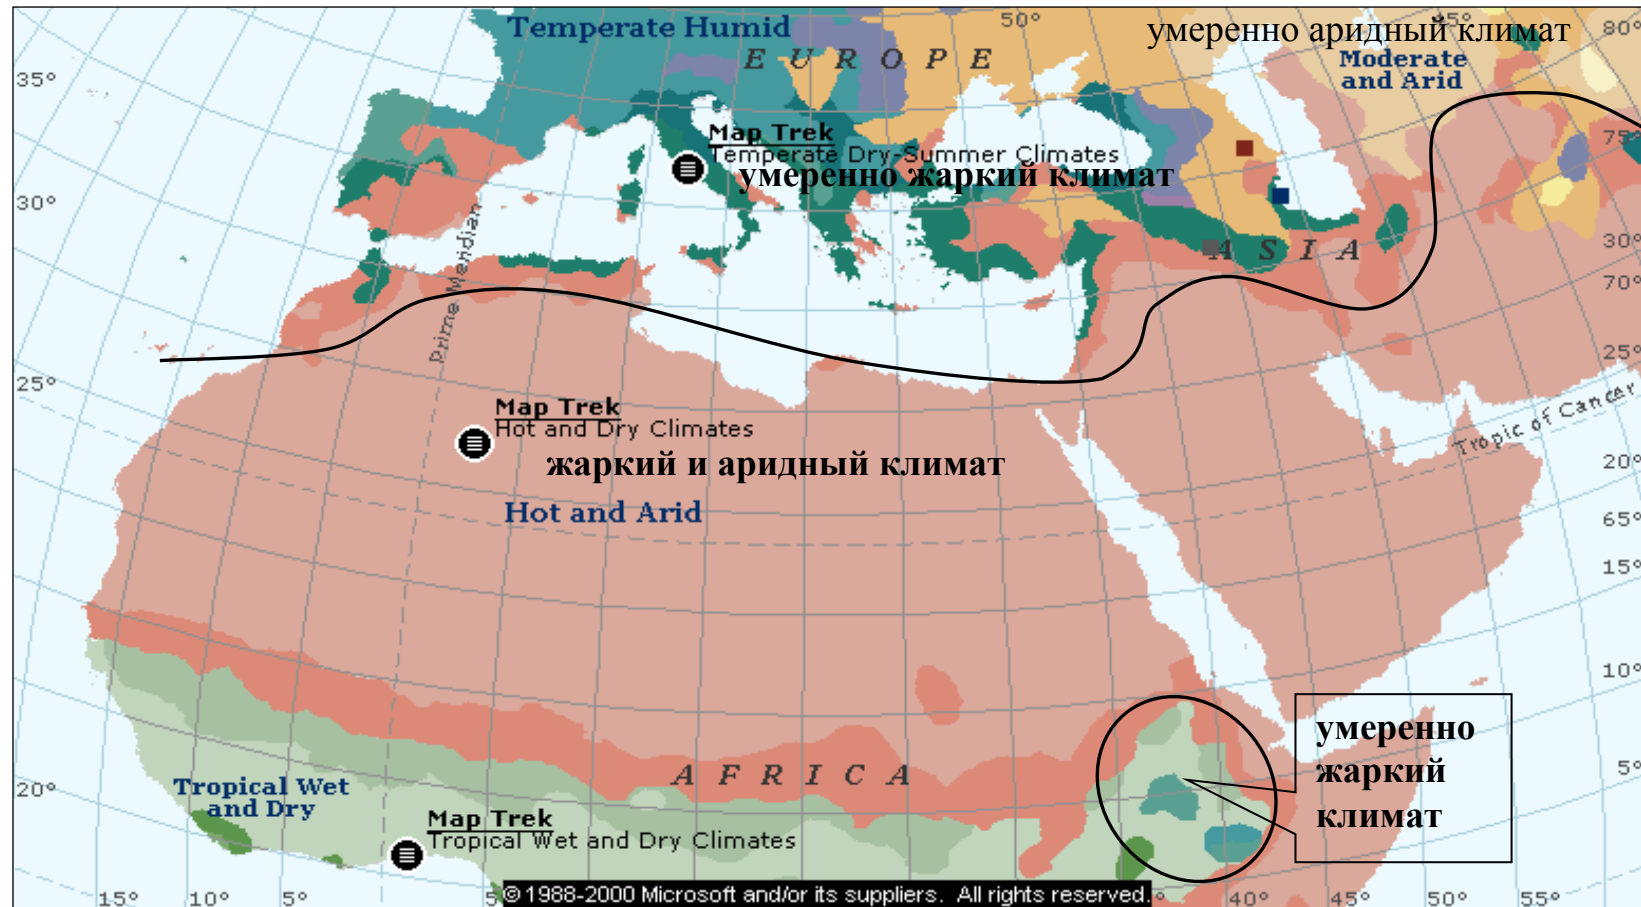 50°
умеренно аридный климат
45°
80°
Temperate Humid
E U R O P E
Moderate
and Arid
35°
75°
Map Trek
Temperate Dry-Summer Climates
умеренно жаркий климат
30°
Prime Meridian
A S I A
30°
70°
25°
25°
Map Trek
Hot and Dry Climates
жаркий и аридный климат
Tropic of Cancer
20°
Hot and Arid
65°
15°
10°
умеренно
жаркий
климат
5°
A F R I C A
Tropical Wet
and Dry
20°
Map Trek
Tropical Wet and Dry Climates
15°
10°
5°
5
© 1988-2000 Microsoft and/or its suppliers. All rights reserved.
40°
45°
50°
55°